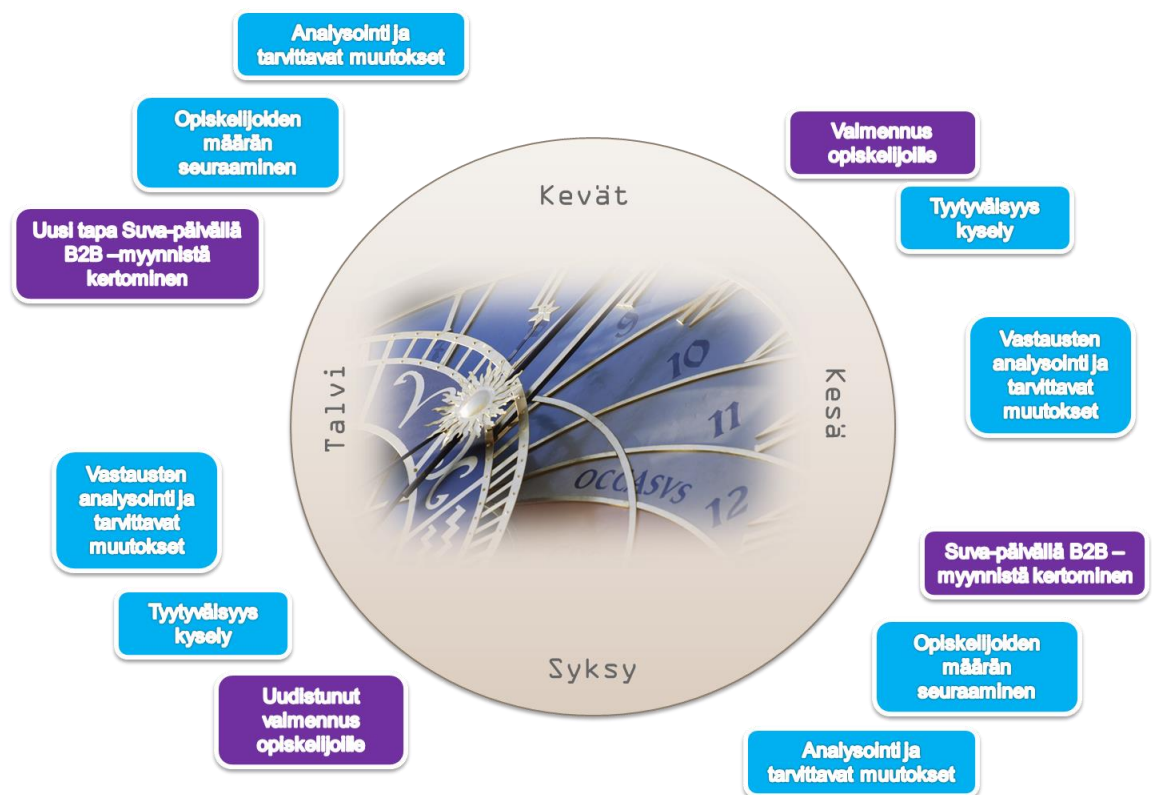 Analysointi ja
tarvittavat muutokset
Opiskelijoiden
määrän
seuraaminen
Uusi tapa Suva-päivällä
B2B –myynnistä
kertominen
Valmennus
opiskelijoille
Tyytyväisyys
kysely
Vastausten
analysointi ja
tarvittavat
muutokset
Kevät
Talvi
Kesä
Syksy
9
10
11
12
OCCASVS
Vastausten
analysointi ja
tarvittavat
muutokset
Tyytyväisyys
kysely
Uudistunut
valmennus
opiskelijoille
Suva-päivällä B2B –
myynnistä kertominen
Opiskelijoiden
määrän
seuraaminen
Analysointi ja
tarvittavat muutokset